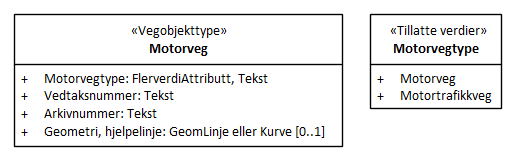 «Vegobjekttype»
Motorveg
+ Motorvegtype: FlerverdiAttributt, Tekst
+ Vedtaksnummer: Tekst
+ Arkivnummer: Tekst
+ Geometri, hjelpelinje: GeomLinje eller Kurve [0..1]
«Tillatte verdier»
Motorvegtype
+ Motorveg
+ Motortrafikkveg